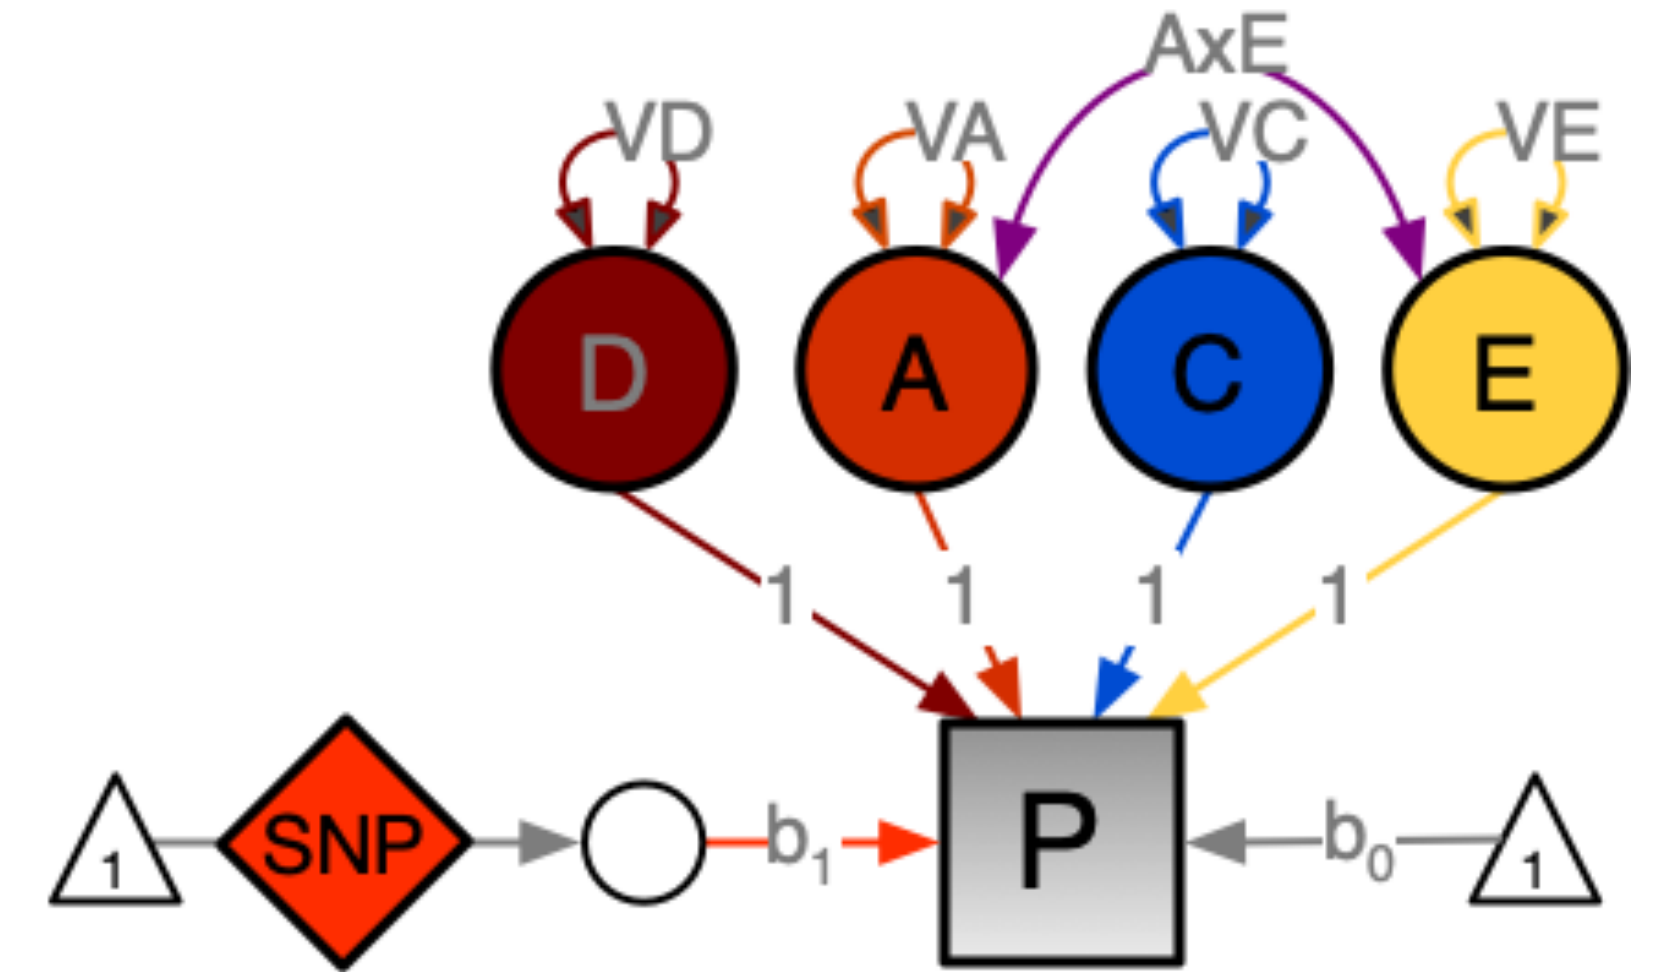 AxE
VD VA VC VE
D A C E
1 1 1 1
1 SNP b₁ P b₀ 1